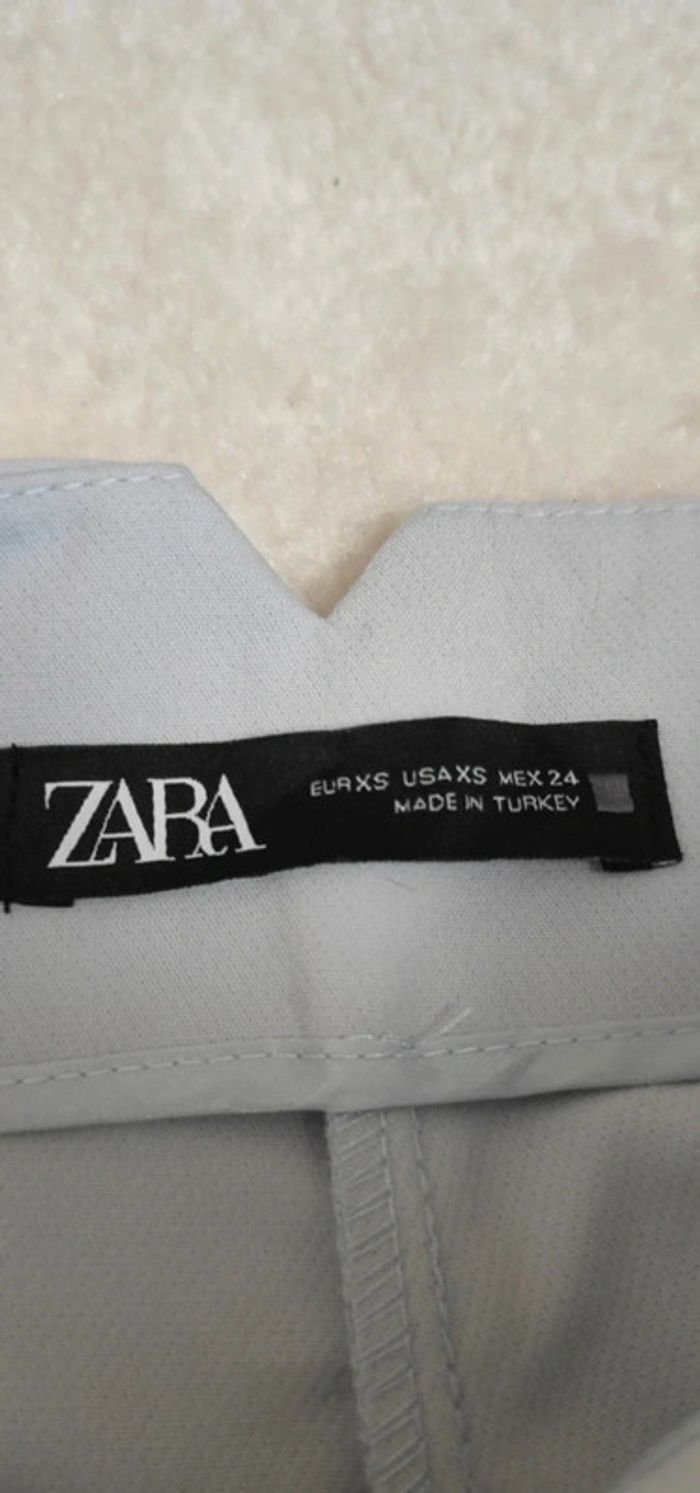 ZARA
EUR XS USA XS MEX 24
MADE IN TURKEY